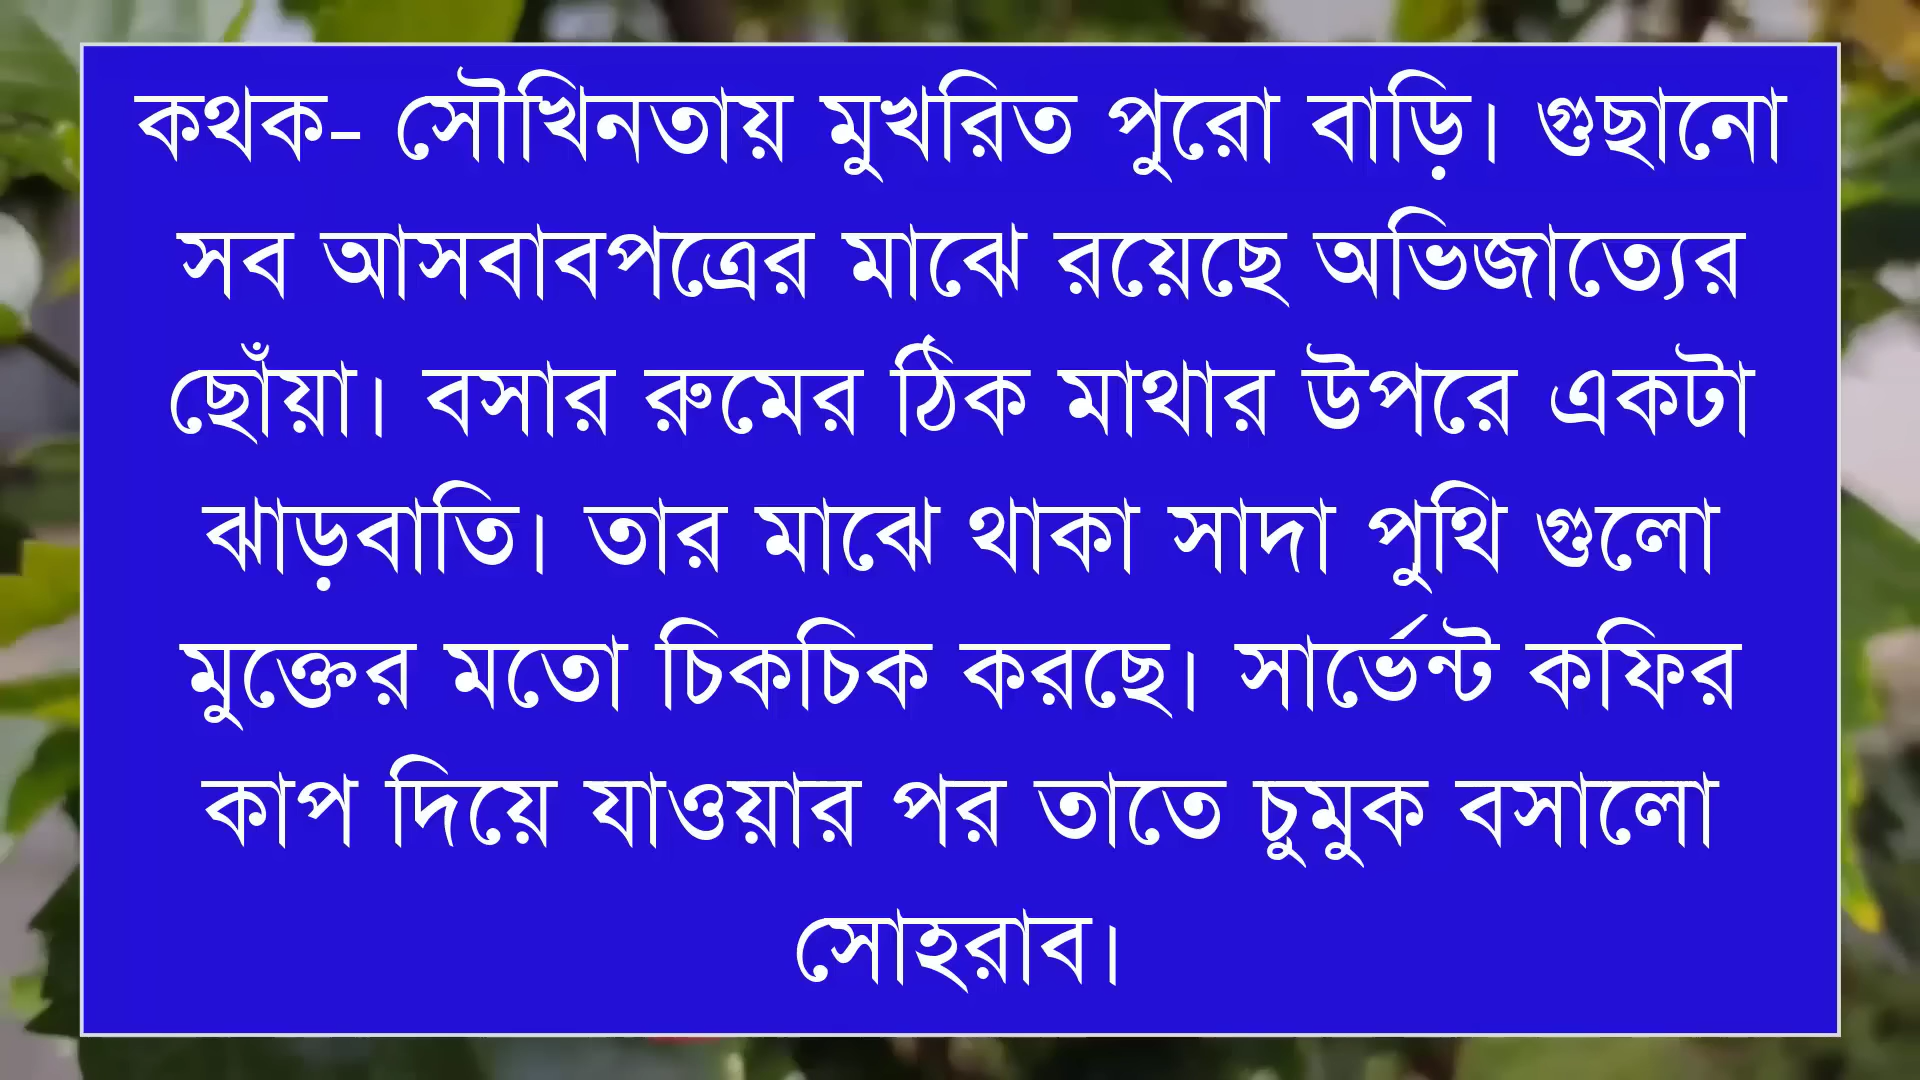 কথক- সৌখিনতায় মুখরিত পুরো বাড়ি। গুছানো
সব আসবাবপত্রের মাঝে রয়েছে অভিজাত্যের
ছোঁয়া। বসার রুমের ঠিক মাথার উপরে একটা
ঝাড়বাতি। তার মাঝে থাকা সাদা পুথি গুলো
মুক্তের মতো চিকচিক করছে। সার্ভেন্ট কফির
কাপ দিয়ে যাওয়ার পর তাতে চুমুক বসালো
সোহরাব।